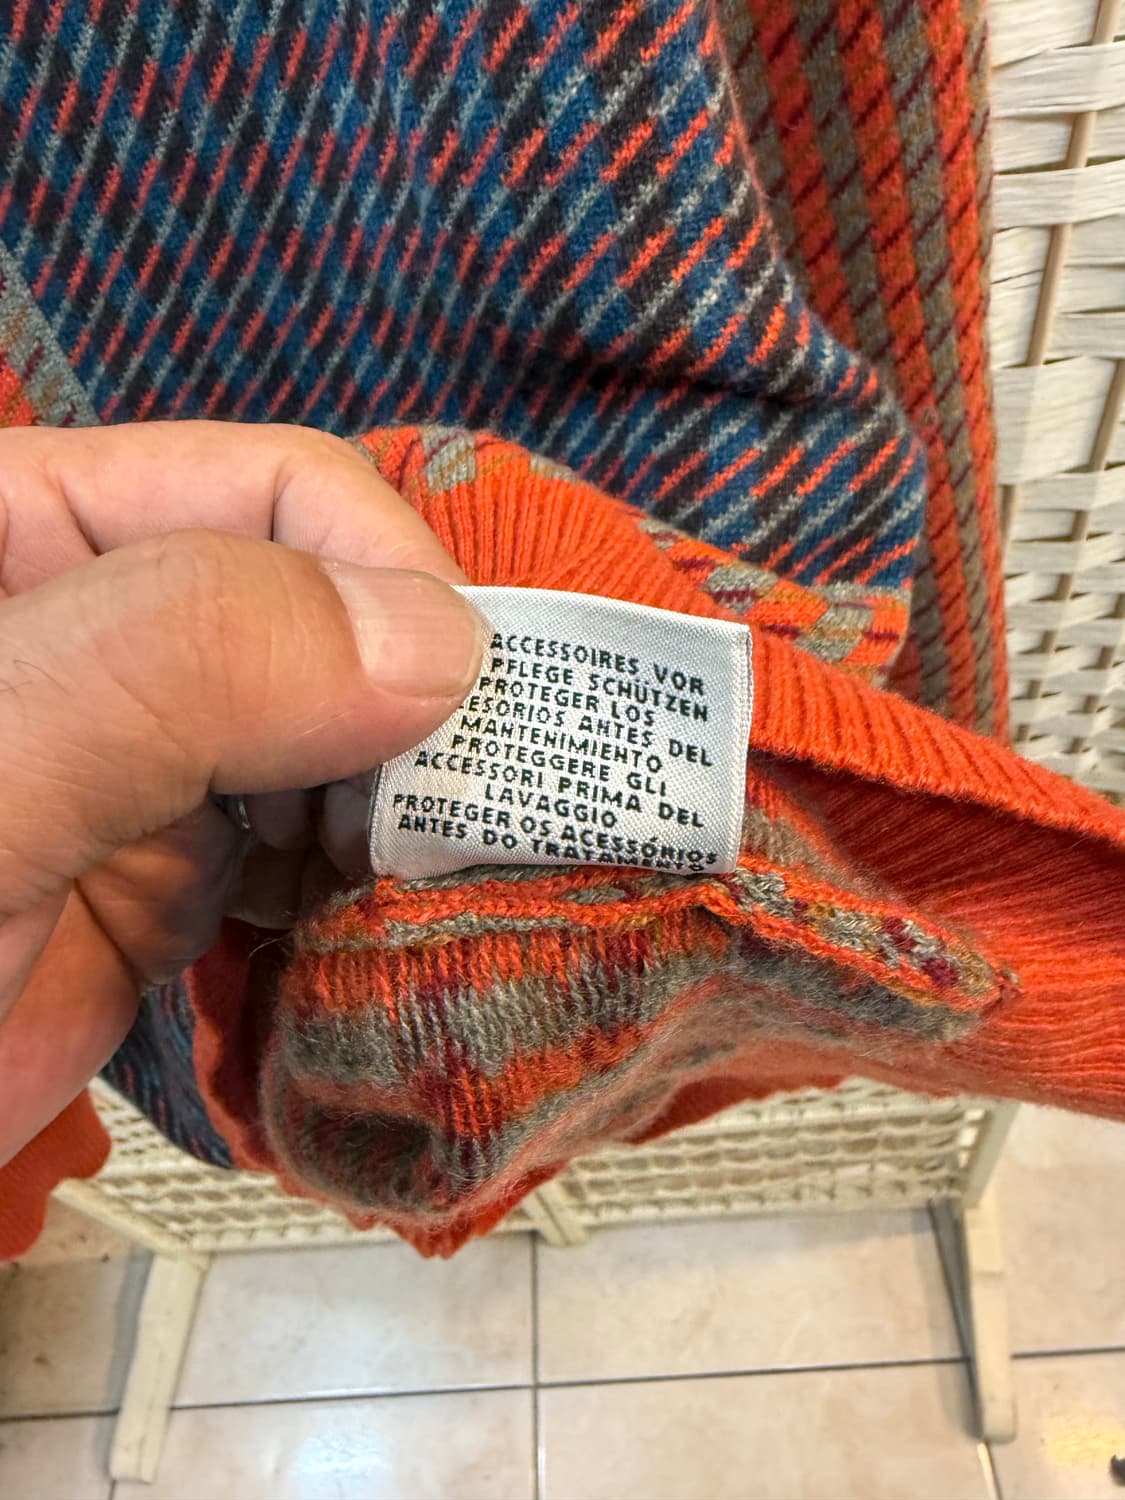 ACCESSOIRES VOR
PFLEGE SCHÜTZEN
PROTEGER LOS
ESORIOS ANTES DEL
MANTENIMIENTO
PROTEGGERE GLI
ACCESSORI PRIMA DEL
LAVAGGIO
PROTEGER OS ACESSÓRIOS
ANTES DO TRATAMENTO